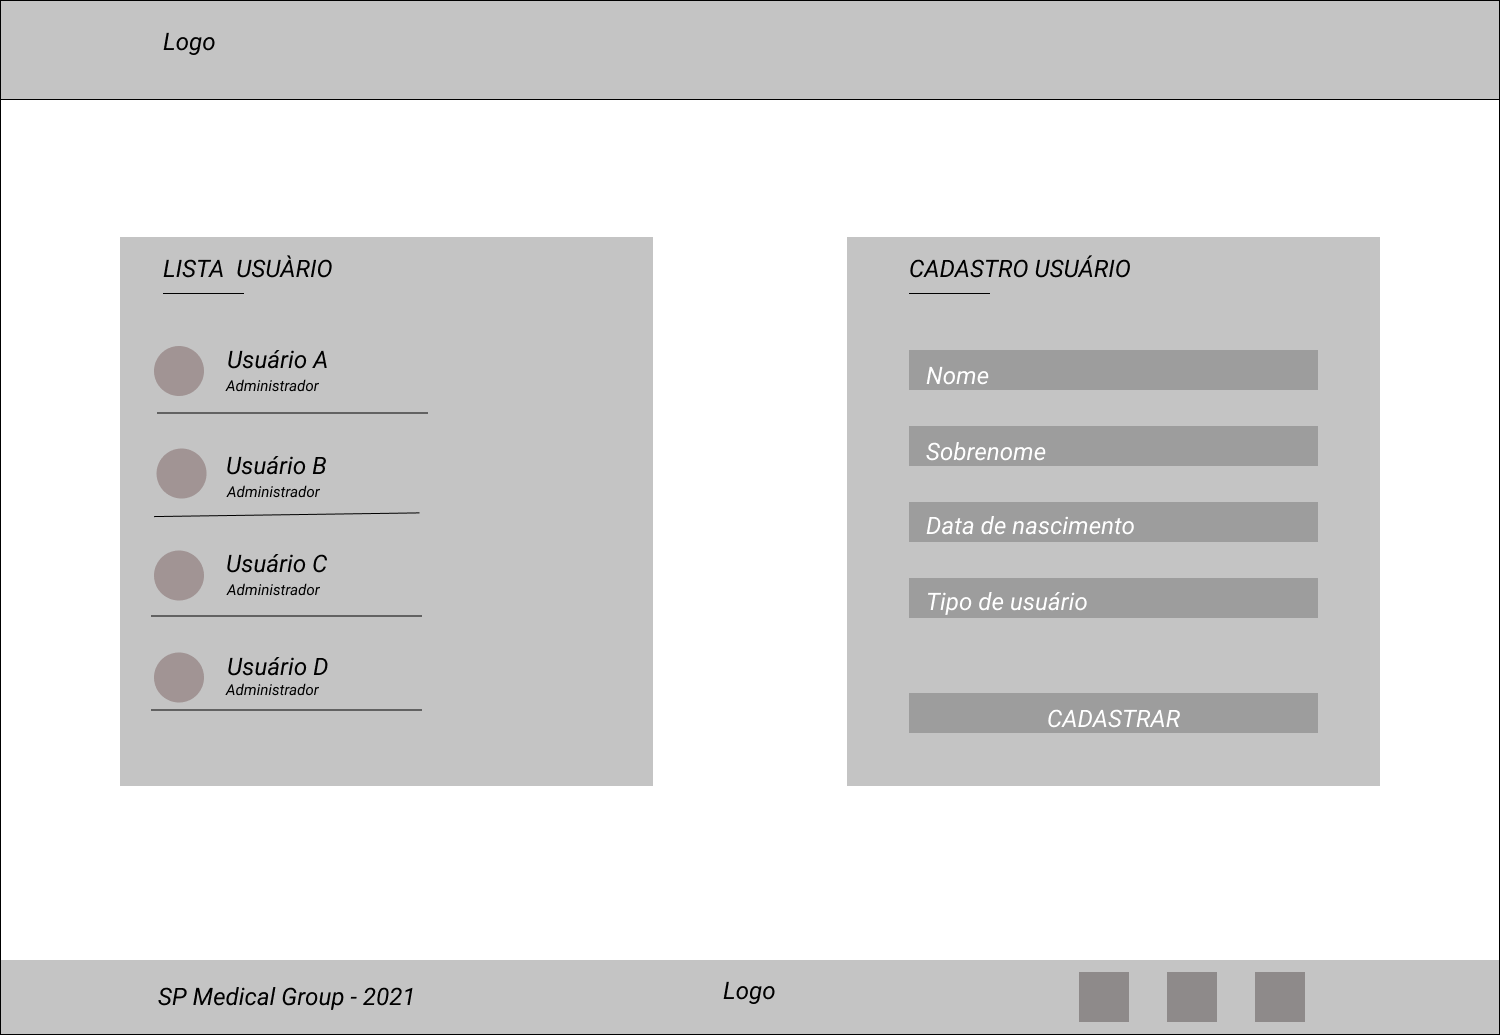 Logo
LISTA  USUÀRIO
Usuário A
Administrador
Usuário B
Administrador
Usuário C
Administrador
Usuário D
Administrador
CADASTRO USUÁRIO
Nome
Sobrenome
Data de nascimento
Tipo de usuário
CADASTRAR
SP Medical Group - 2021
Logo